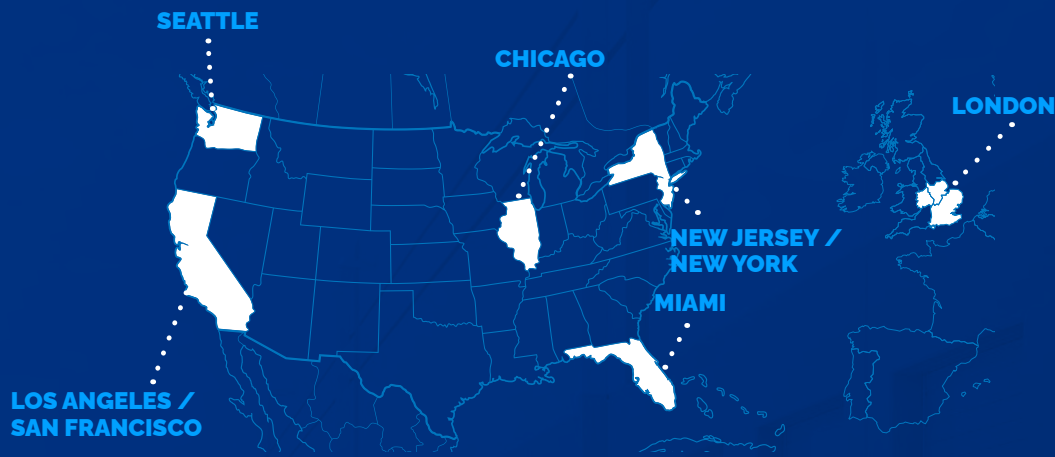 SEATTLE
CHICAGO
LONDON
NEW JERSEY /
NEW YORK
MIAMI
LOS ANGELES /
SAN FRANCISCO